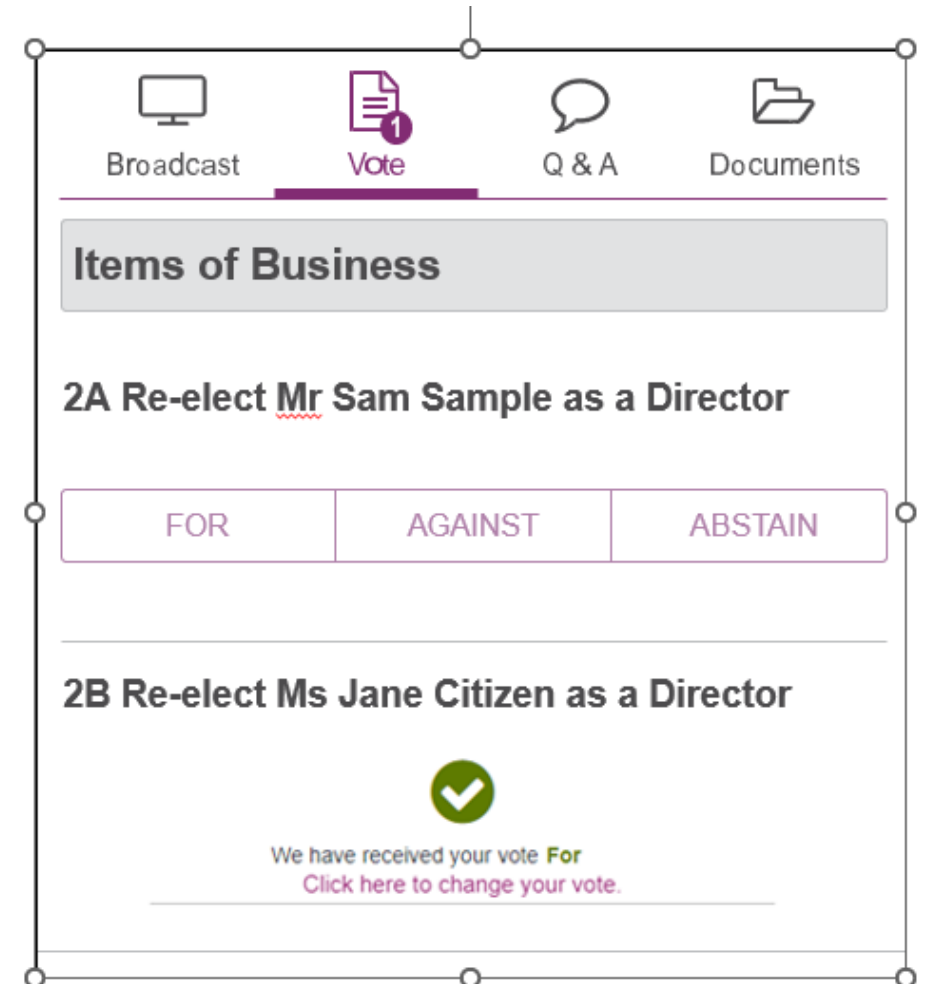 1
Broadcast Vote Q & A Documents
Items of Business
2A Re-elect Mr Sam Sample as a Director
FOR AGAINST ABSTAIN
2B Re-elect Ms Jane Citizen as a Director
We have received your vote For
Click here to change your vote.